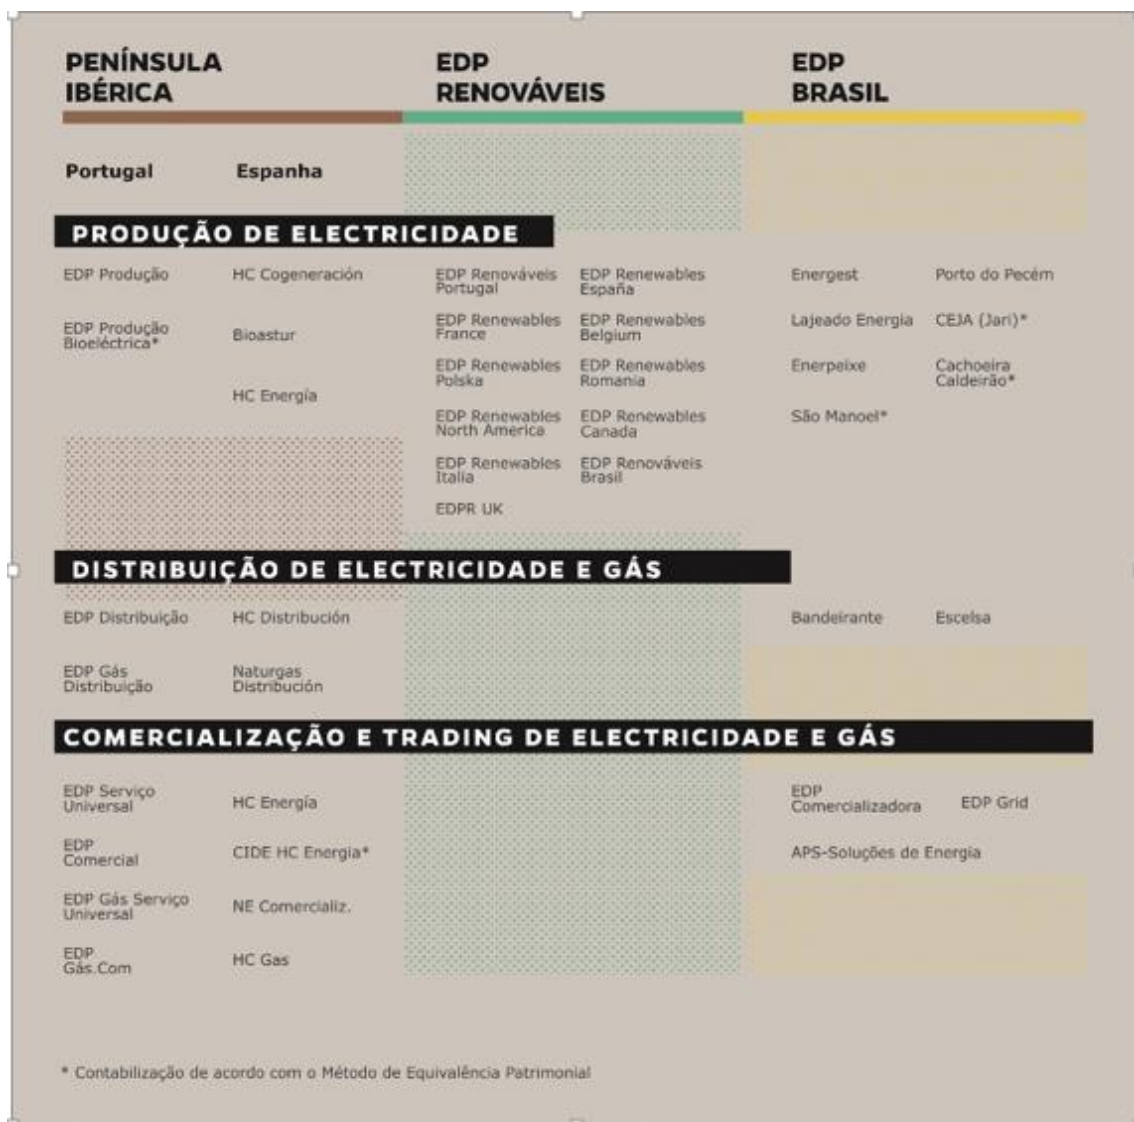 PENÍNSULA
IBÉRICA
EDP
RENOVÁVEIS
EDP
BRASIL
Portugal
Espanha
PRODUÇÃO DE ELECTRICIDADE
EDP Produção
HC Cogeneración
EDP Renováveis
Portugal
EDP Renewables
España
Energest
Porto do Pecém
EDP Produção
Bioeléctrica*
Bioastur
EDP Renewables
France
EDP Renewables
Belgium
Lajeado Energia
CEJA (Jari)*
HC Energía
EDP Renewables
Polska
EDP Renewables
Romania
Enerpeixe
Cachoeira
Caldeirão*
EDP Renewables
North America
EDP Renewables
Canada
São Manoel*
EDP Renewables
Italia
EDP Renováveis
Brasil
EDPR UK
DISTRIBUIÇÃO DE ELECTRICIDADE E GÁS
EDP Distribuição
HC Distribución
Bandeirante
Escelsa
EDP Gás
Distribuição
Naturgas
Distribución
COMERCIALIZAÇÃO E TRADING DE ELECTRICIDADE E GÁS
EDP Serviço
Universal
HC Energía
EDP
Comercializadora
EDP Grid
EDP
Comercial
CIDE HC Energia*
APS-Soluções de Energia
EDP Gás Serviço
Universal
NE Comercializ.
EDP
Gás.Com
HC Gas
* Contabilização de acordo com o Método de Equivalência Patrimonial